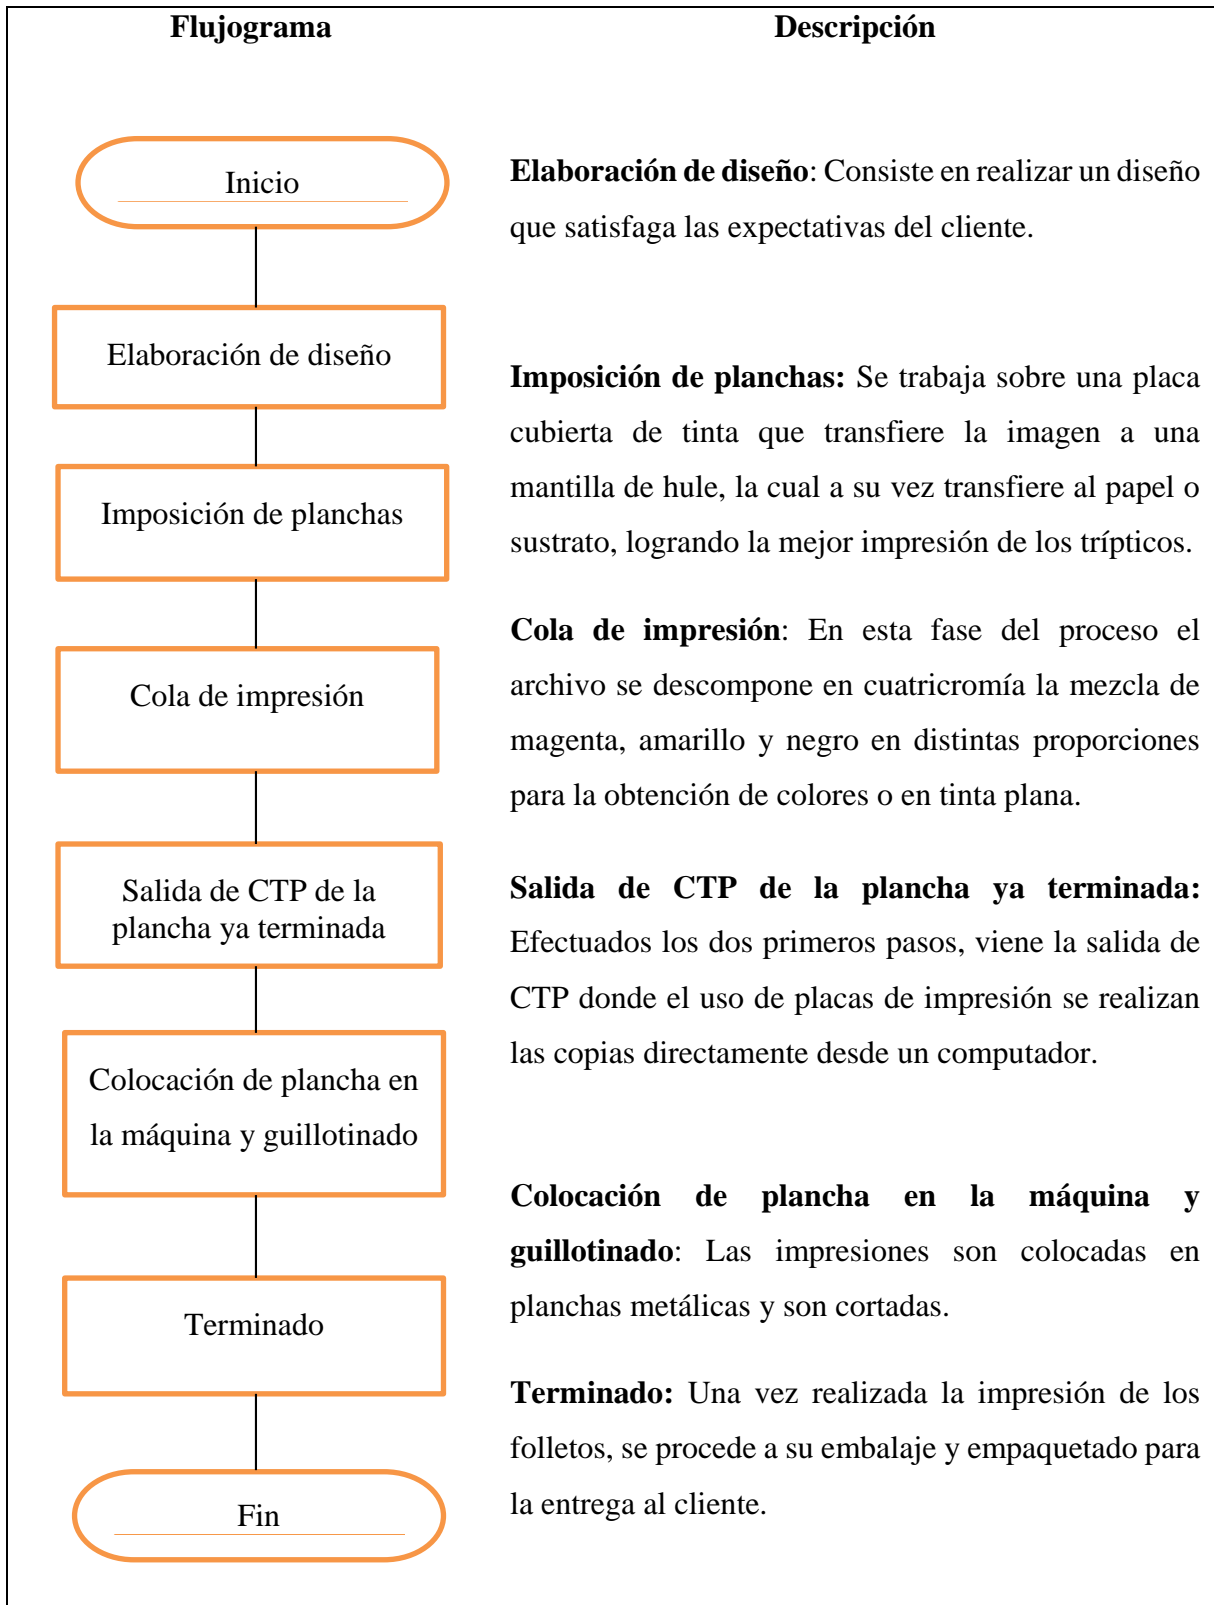 Flujograma
Descripción
Inicio
Elaboración de diseño
Imposición de planchas
Cola de impresión
Salida de CTP de la
plancha ya terminada
Colocación de plancha en
la máquina y guillotinado
Terminado
Fin
Elaboración de diseño: Consiste en realizar un diseño
que satisfaga las expectativas del cliente.
Imposición de planchas: Se trabaja sobre una placa
cubierta de tinta que transfiere la imagen a una
mantilla de hule, la cual a su vez transfiere al papel o
sustrato, logrando la mejor impresión de los trípticos.
Cola de impresión: En esta fase del proceso el
archivo se descompone en cuatricromía la mezcla de
magenta, amarillo y negro en distintas proporciones
para la obtención de colores o en tinta plana.
Salida de CTP de la plancha ya terminada:
Efectuados los dos primeros pasos, viene la salida de
CTP donde el uso de placas de impresión se realizan
las copias directamente desde un computador.
Colocación de plancha en la máquina y
guillotinado: Las impresiones son colocadas en
planchas metálicas y son cortadas.
Terminado: Una vez realizada la impresión de los
folletos, se procede a su embalaje y empaquetado para
la entrega al cliente.